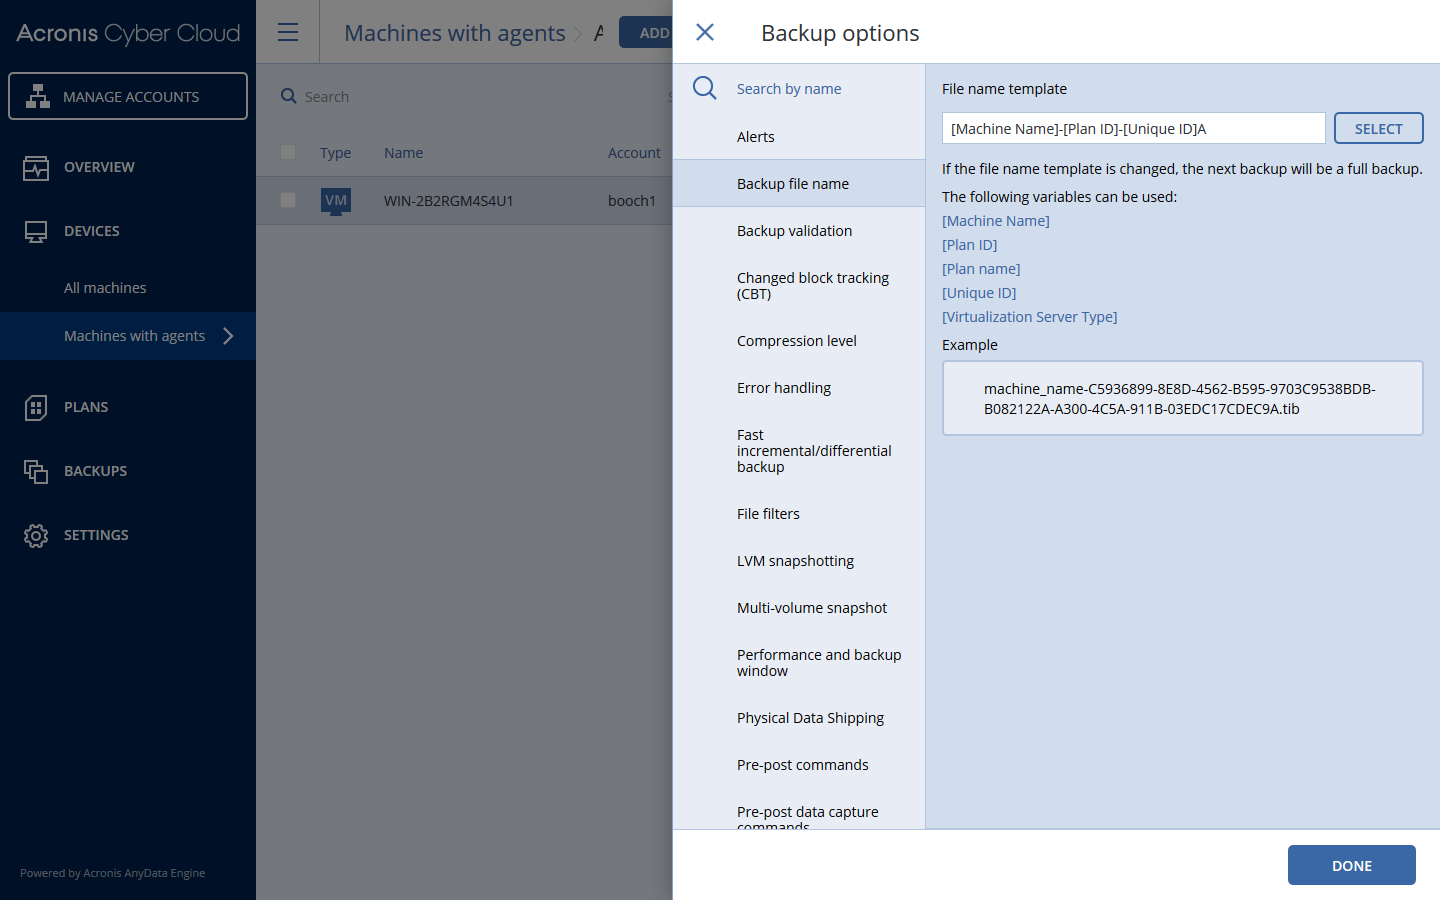 Acronis Cyber Cloud
MANAGE ACCOUNTS
OVERVIEW
DEVICES
All machines
Machines with agents
PLANS
BACKUPS
SETTINGS
Powered by Acronis AnyData Engine
Machines with agents
ADD
Search
Type Name Account
VM WIN-2B2RGM4S4U1 booch1
Backup options
Search by name
Alerts
Backup file name
Backup validation
Changed block tracking
(CBT)
Compression level
Error handling
Fast
incremental/differential
backup
File filters
LVM snapshotting
Multi-volume snapshot
Performance and backup
window
Physical Data Shipping
Pre-post commands
Pre-post data capture
commands
File name template
[Machine Name]-[Plan ID]-[Unique ID]A
SELECT
If the file name template is changed, the next backup will be a full backup.
The following variables can be used:
[Machine Name]
[Plan ID]
[Plan name]
[Unique ID]
[Virtualization Server Type]
Example
machine_name-C5936899-8E8D-4562-B595-9703C9538BDB-
B082122A-A300-4C5A-911B-03EDC17CDEC9A.tib
DONE